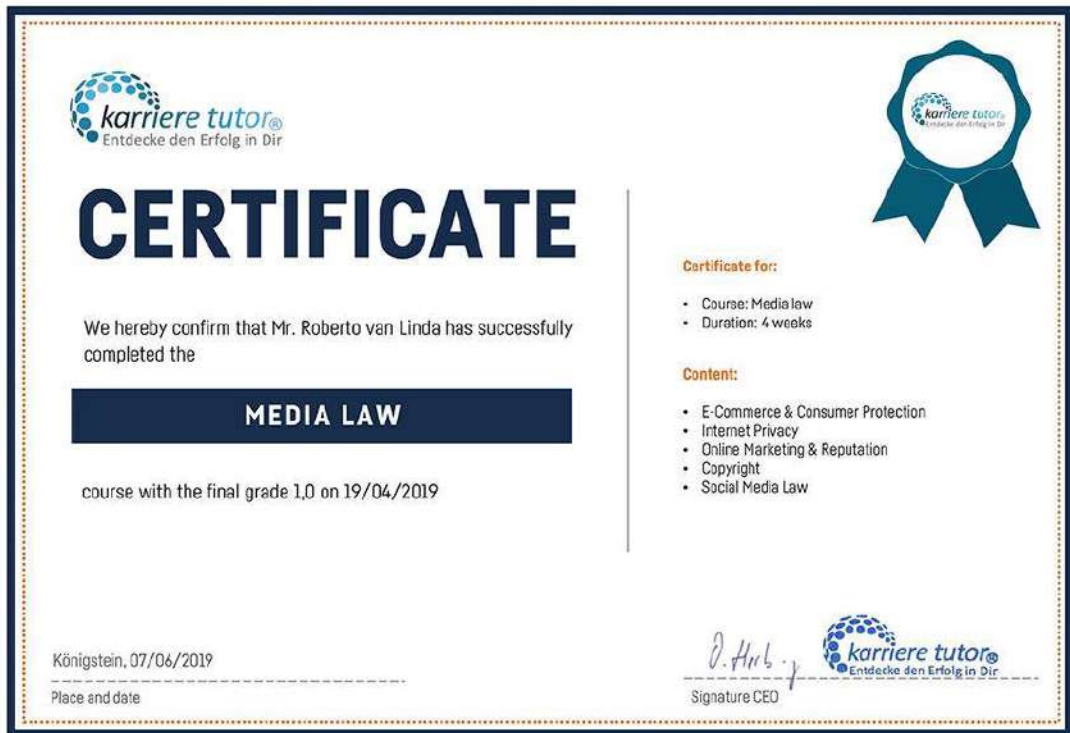 karriere tutor®
Entdecke den Erfolg in Dir
karriere tutor®
Entdecke den Erfolg in Dir
CERTIFICATE
We hereby confirm that Mr. Roberto van Linda has successfully
completed the
MEDIA LAW
course with the final grade 1,0 on 19/04/2019
Certificate for:
• Course: Media law
• Duration: 4 weeks
Content:
• E-Commerce & Consumer Protection
• Internet Privacy
• Online Marketing & Reputation
• Copyright
• Social Media Law
Königstein, 07/06/2019
Place and date
karriere tutor®
Entdecke den Erfolg in Dir
Signature CEO